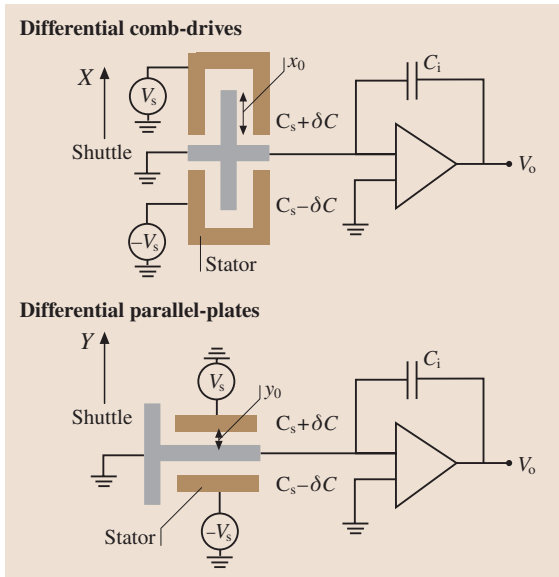 Differential comb-drives
X
Vs
x0
Ci
Cs+δC
Shuttle
Vo
Cs−δC
−Vs
Stator
Differential parallel-plates
Y
Vs
y0
Ci
Shuttle
Cs+δC
Vo
Cs−δC
Stator
−Vs